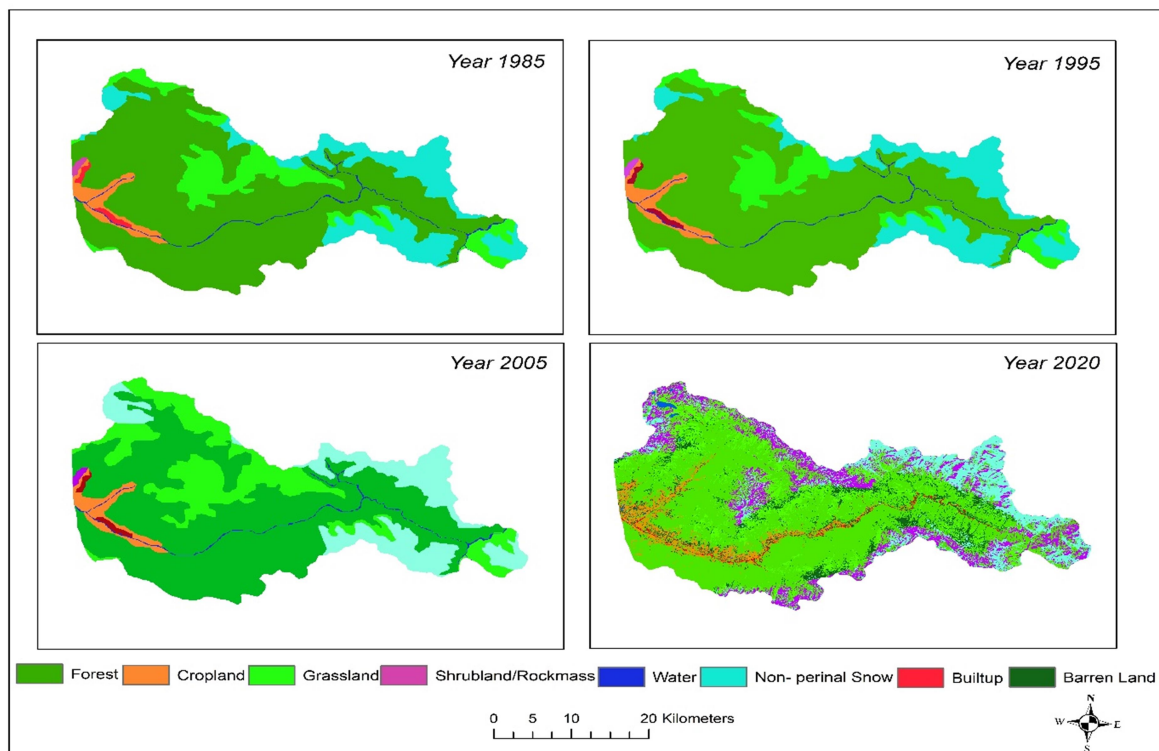 Year 1985
Year 1995
Year 2005
Year 2020
Forest Cropland Grassland Shrubland/Rockmass Water Non- perinal Snow Builtup Barren Land
0 5 10 20 Kilometers
N
W E
S